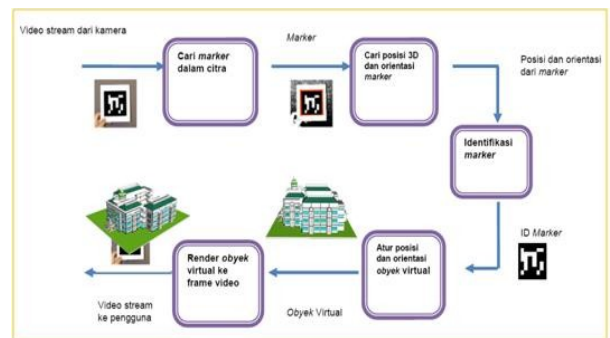 Video stream dari kamera
Cari marker
dalam citra
Marker
Cari posisi 3D
dan orientasi
marker
Posisi dan orientasi
dari marker
Identifikasi
marker
ID Marker
Atur posisi
dan orientasi
obyek virtual
Obyek Virtual
Render obyek
virtual ke
frame video
Video stream
ke pengguna